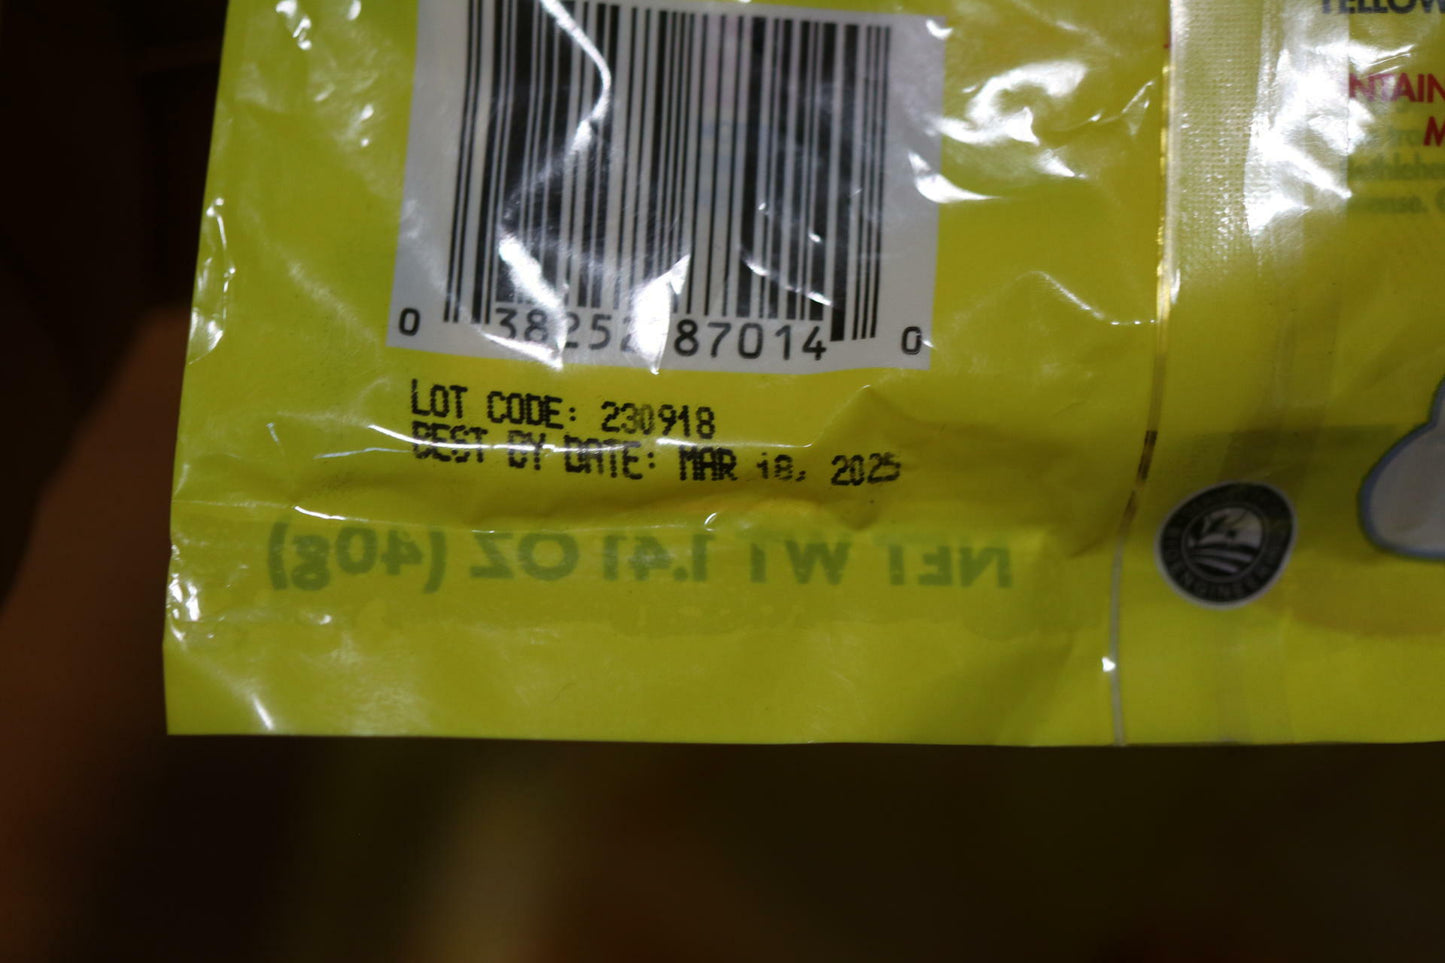 YELLOW
0 38252 87014 0
LOT CODE: 230918
BEST BY DATE: MAR 18, 2025
NET WT 1.41 OZ (40g)